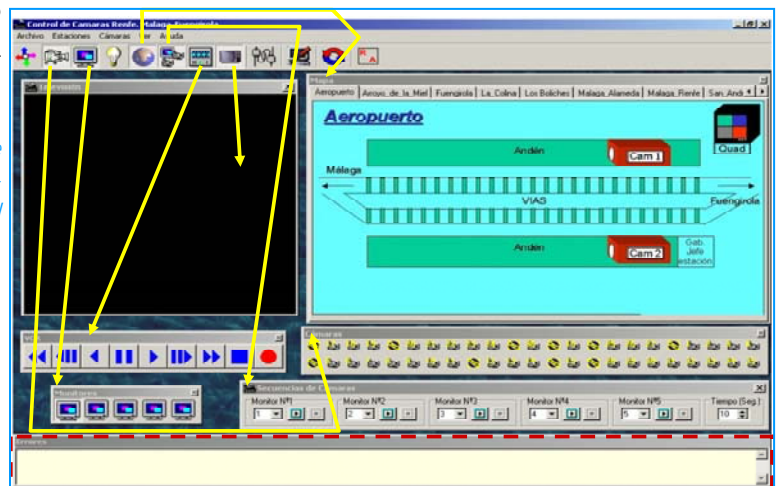 Control de Camaras Renfe. Malaga-Fuengirola
Archivo Estaciones Cámaras Ver Ayuda
Television
Mapa
Aeropuerto Arroyo_de_la_Miel Fuengirola La_Colina Los Boliches Malaga_Alameda Malaga_Renfe San_Andr
Aeropuerto
Quad
Andén
Cam 1
Málaga
VIAS
Fuengirola
Andén
Cam 2
Gab.
Jefe
estación
VCR
Cámaras
Monitores
Secuencias de Camaras
Monitor Nº1 Monitor Nº2 Monitor Nº3 Monitor Nº4 Monitor Nº5 Tiempo (Seg.)
1 2 3 4 5 10
Errores